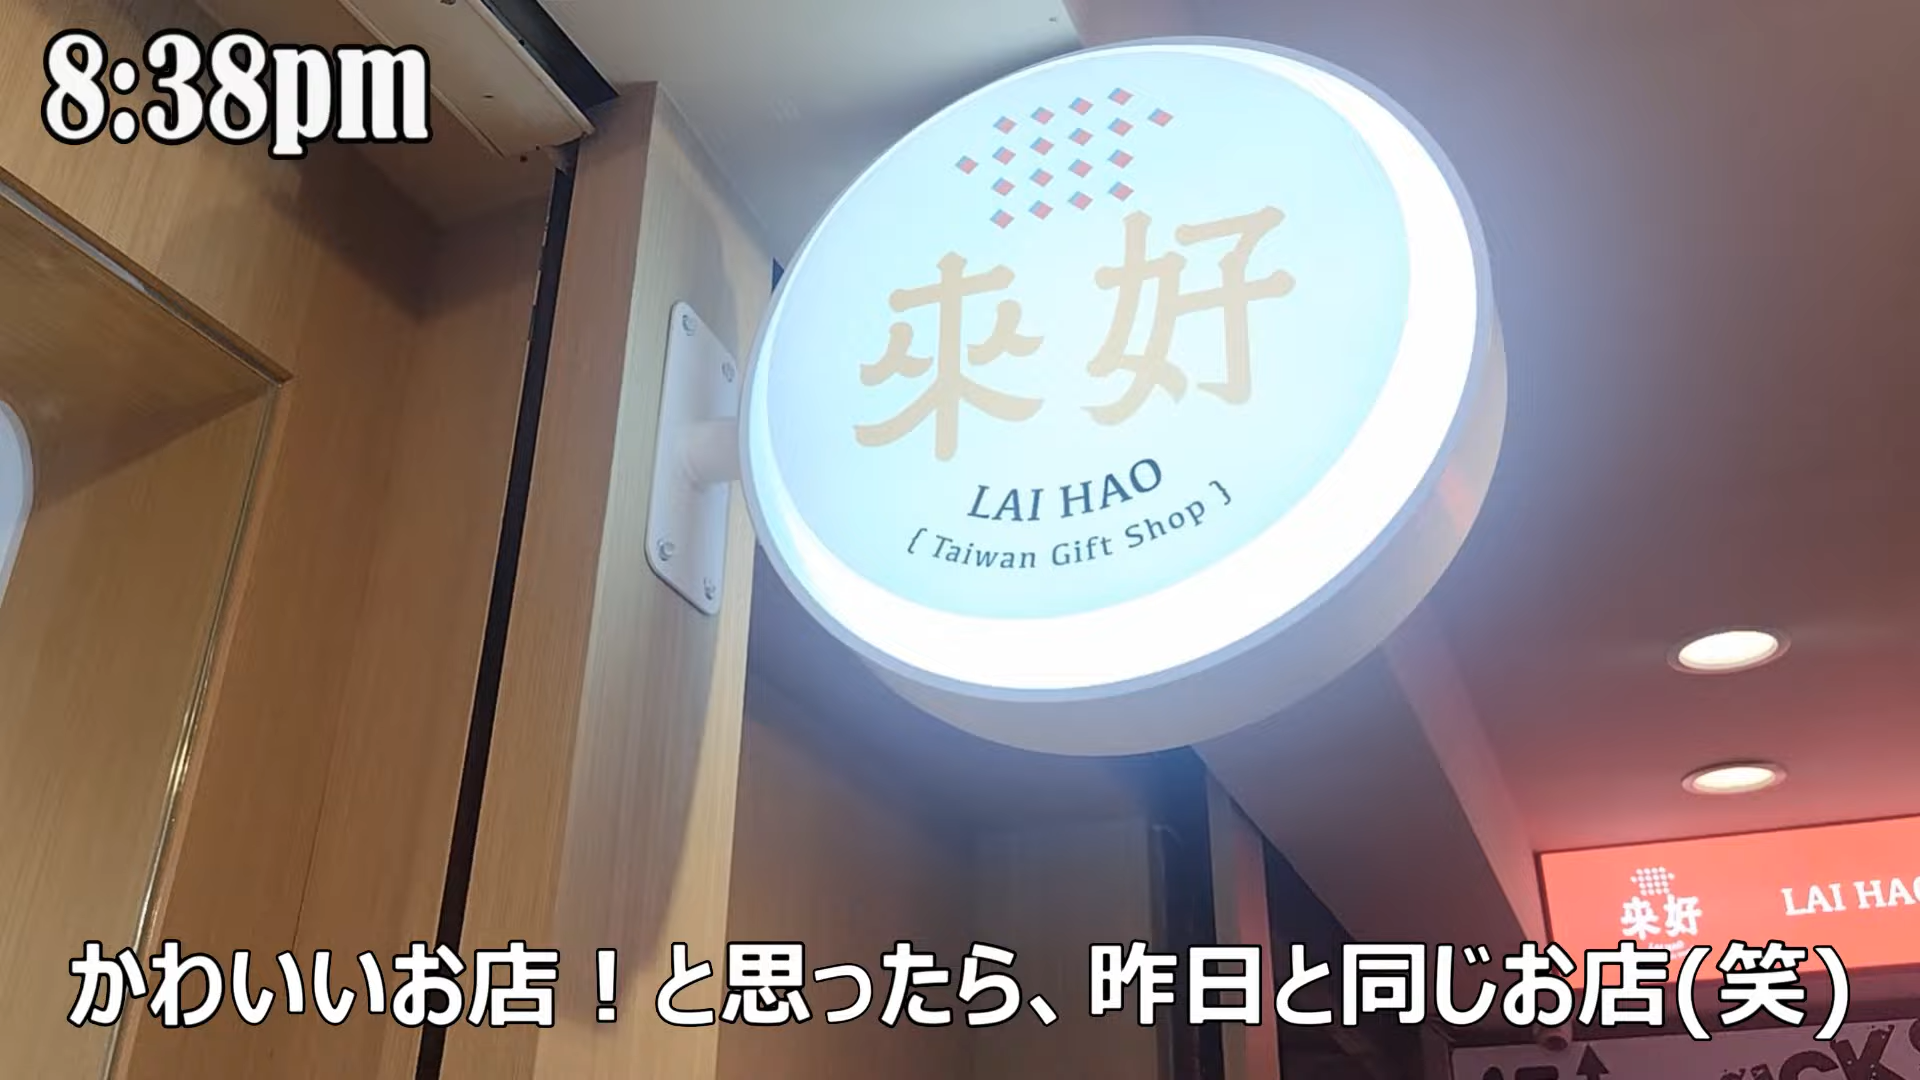 8:38pm
來好
LAI HAO
{ Taiwan Gift Shop }
來好
LAI HAO
かわいいお店！と思ったら、昨日と同じお店(笑)